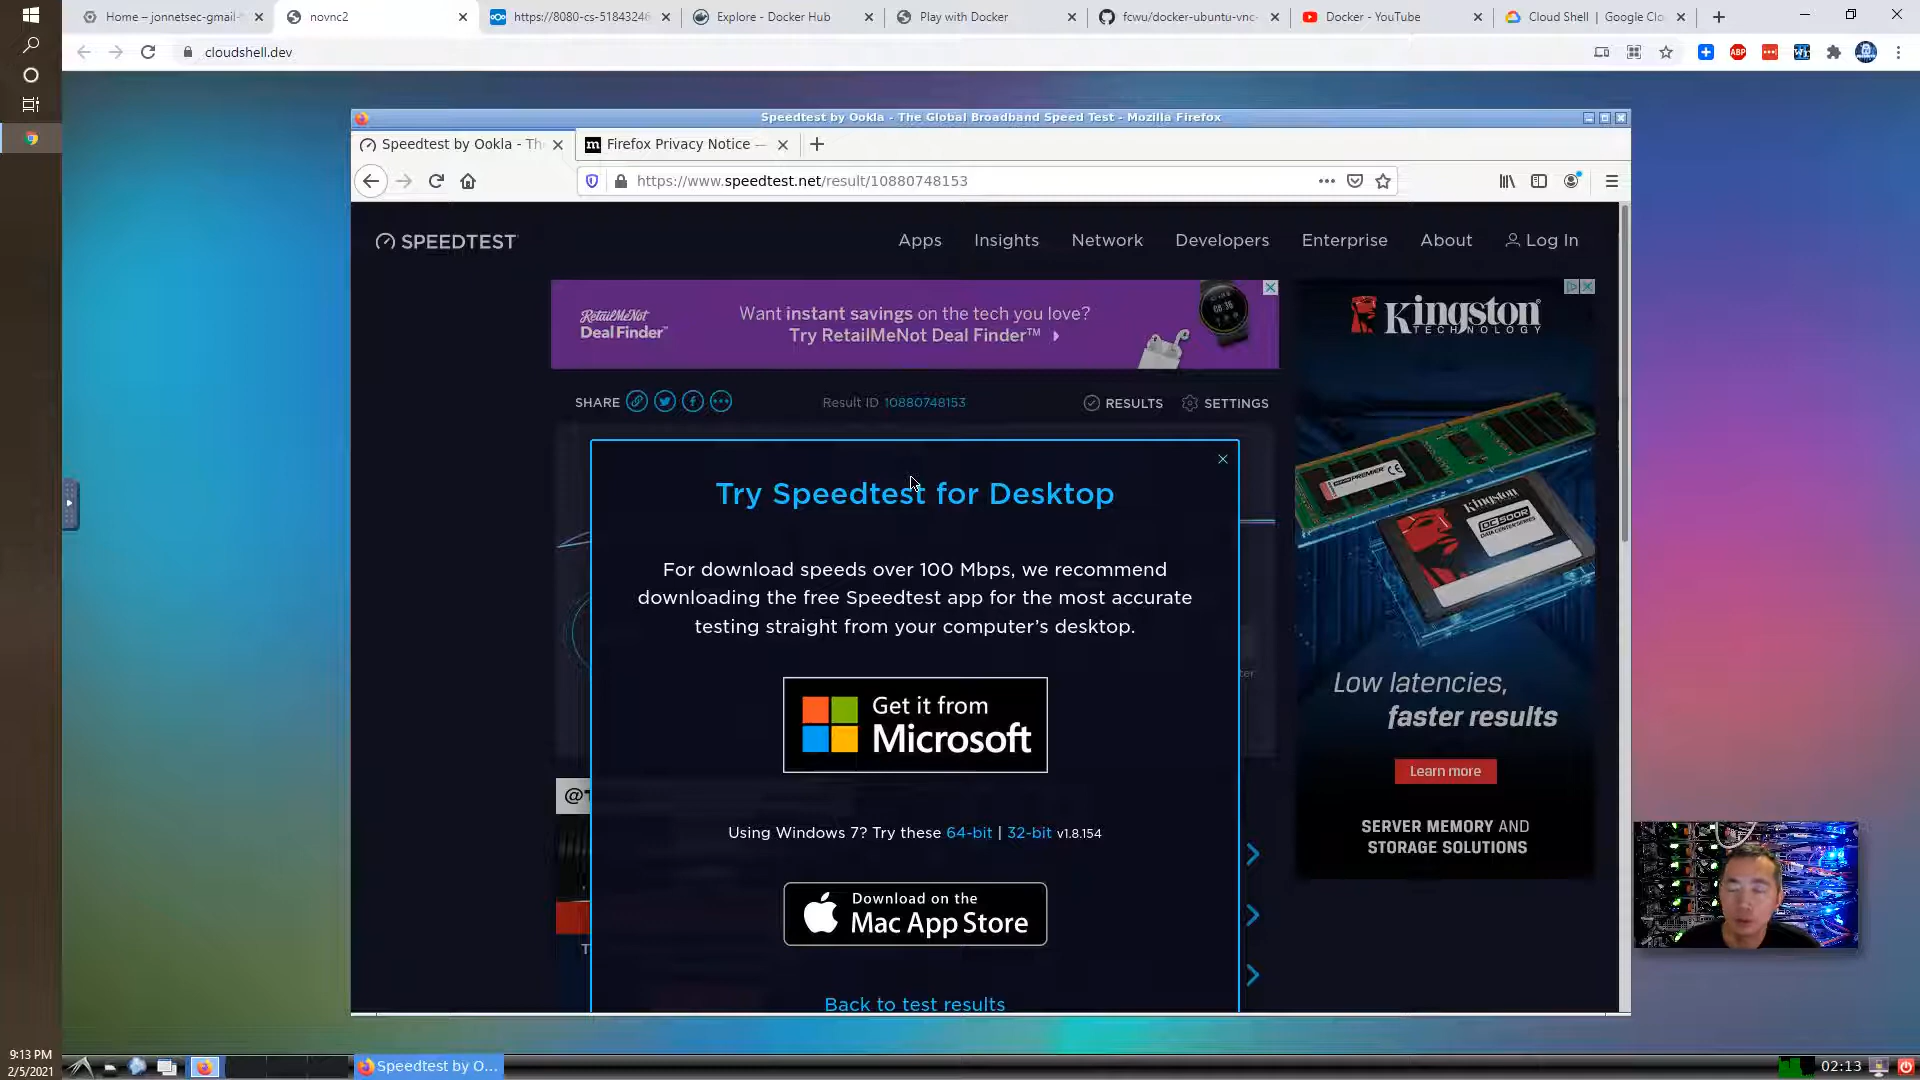 Home – jonnetsec-gmail-
novnc2
https://8080-cs-51843246
Explore - Docker Hub
Play with Docker
fcwu/docker-ubuntu-vnc-
Docker - YouTube
Cloud Shell | Google Clo
cloudshell.dev
ABP
Speedtest by Ookla - The Global Broadband Speed Test - Mozilla Firefox
Speedtest by Ookla - Th
Firefox Privacy Notice —
https://www.speedtest.net/result/10880748153
SPEEDTEST
Apps
Insights
Network
Developers
Enterprise
About
Log In
RetailMeNot
Deal Finder™
Want instant savings on the tech you love?
Try RetailMeNot Deal Finder™
Kingston
TECHNOLOGY
SHARE
Result ID 10880748153
RESULTS
SETTINGS
Try Speedtest for Desktop
For download speeds over 100 Mbps, we recommend
downloading the free Speedtest app for the most accurate
testing straight from your computer's desktop.
Get it from
Microsoft
Using Windows 7? Try these 64-bit | 32-bit v1.8.154
Download on the
Mac App Store
Back to test results
Kingston
DC500R
Low latencies,
faster results
Learn more
SERVER MEMORY AND
STORAGE SOLUTIONS
9:13 PM
2/5/2021
Speedtest by O...
02:13